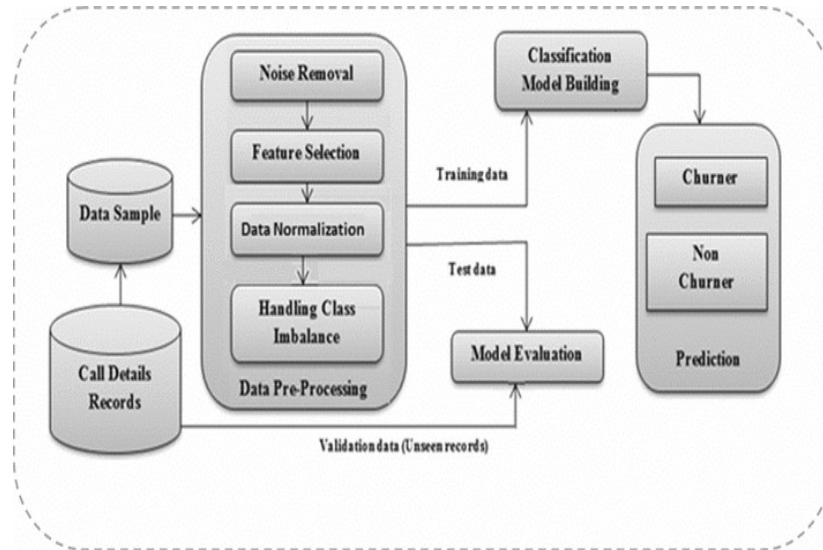 Noise Removal
Feature Selection
Data Normalization
Handling Class
Imbalance
Data Pre-Processing
Data Sample
Call Details
Records
Training data
Test data
Classification
Model Building
Churner
Non
Churner
Prediction
Model Evaluation
Validation data (Unseen records)